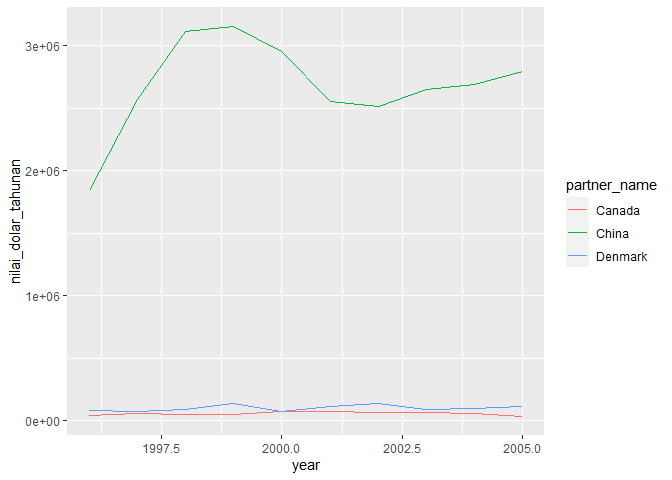 3e+06
2e+06
1e+06
0e+00
nilai_dolar_tahunan
1997.5
2000.0
2002.5
2005.0
year
partner_name
Canada
China
Denmark